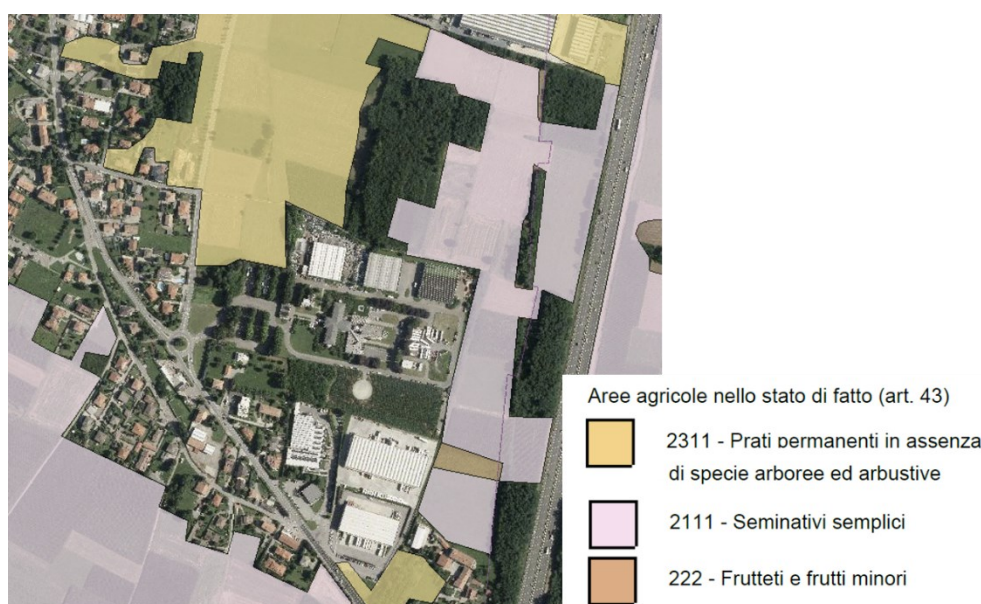 Aree agricole nello stato di fatto (art. 43)
2311 - Prati permanenti in assenza
di specie arboree ed arbustive
2111 - Seminativi semplici
222 - Frutteti e frutti minori